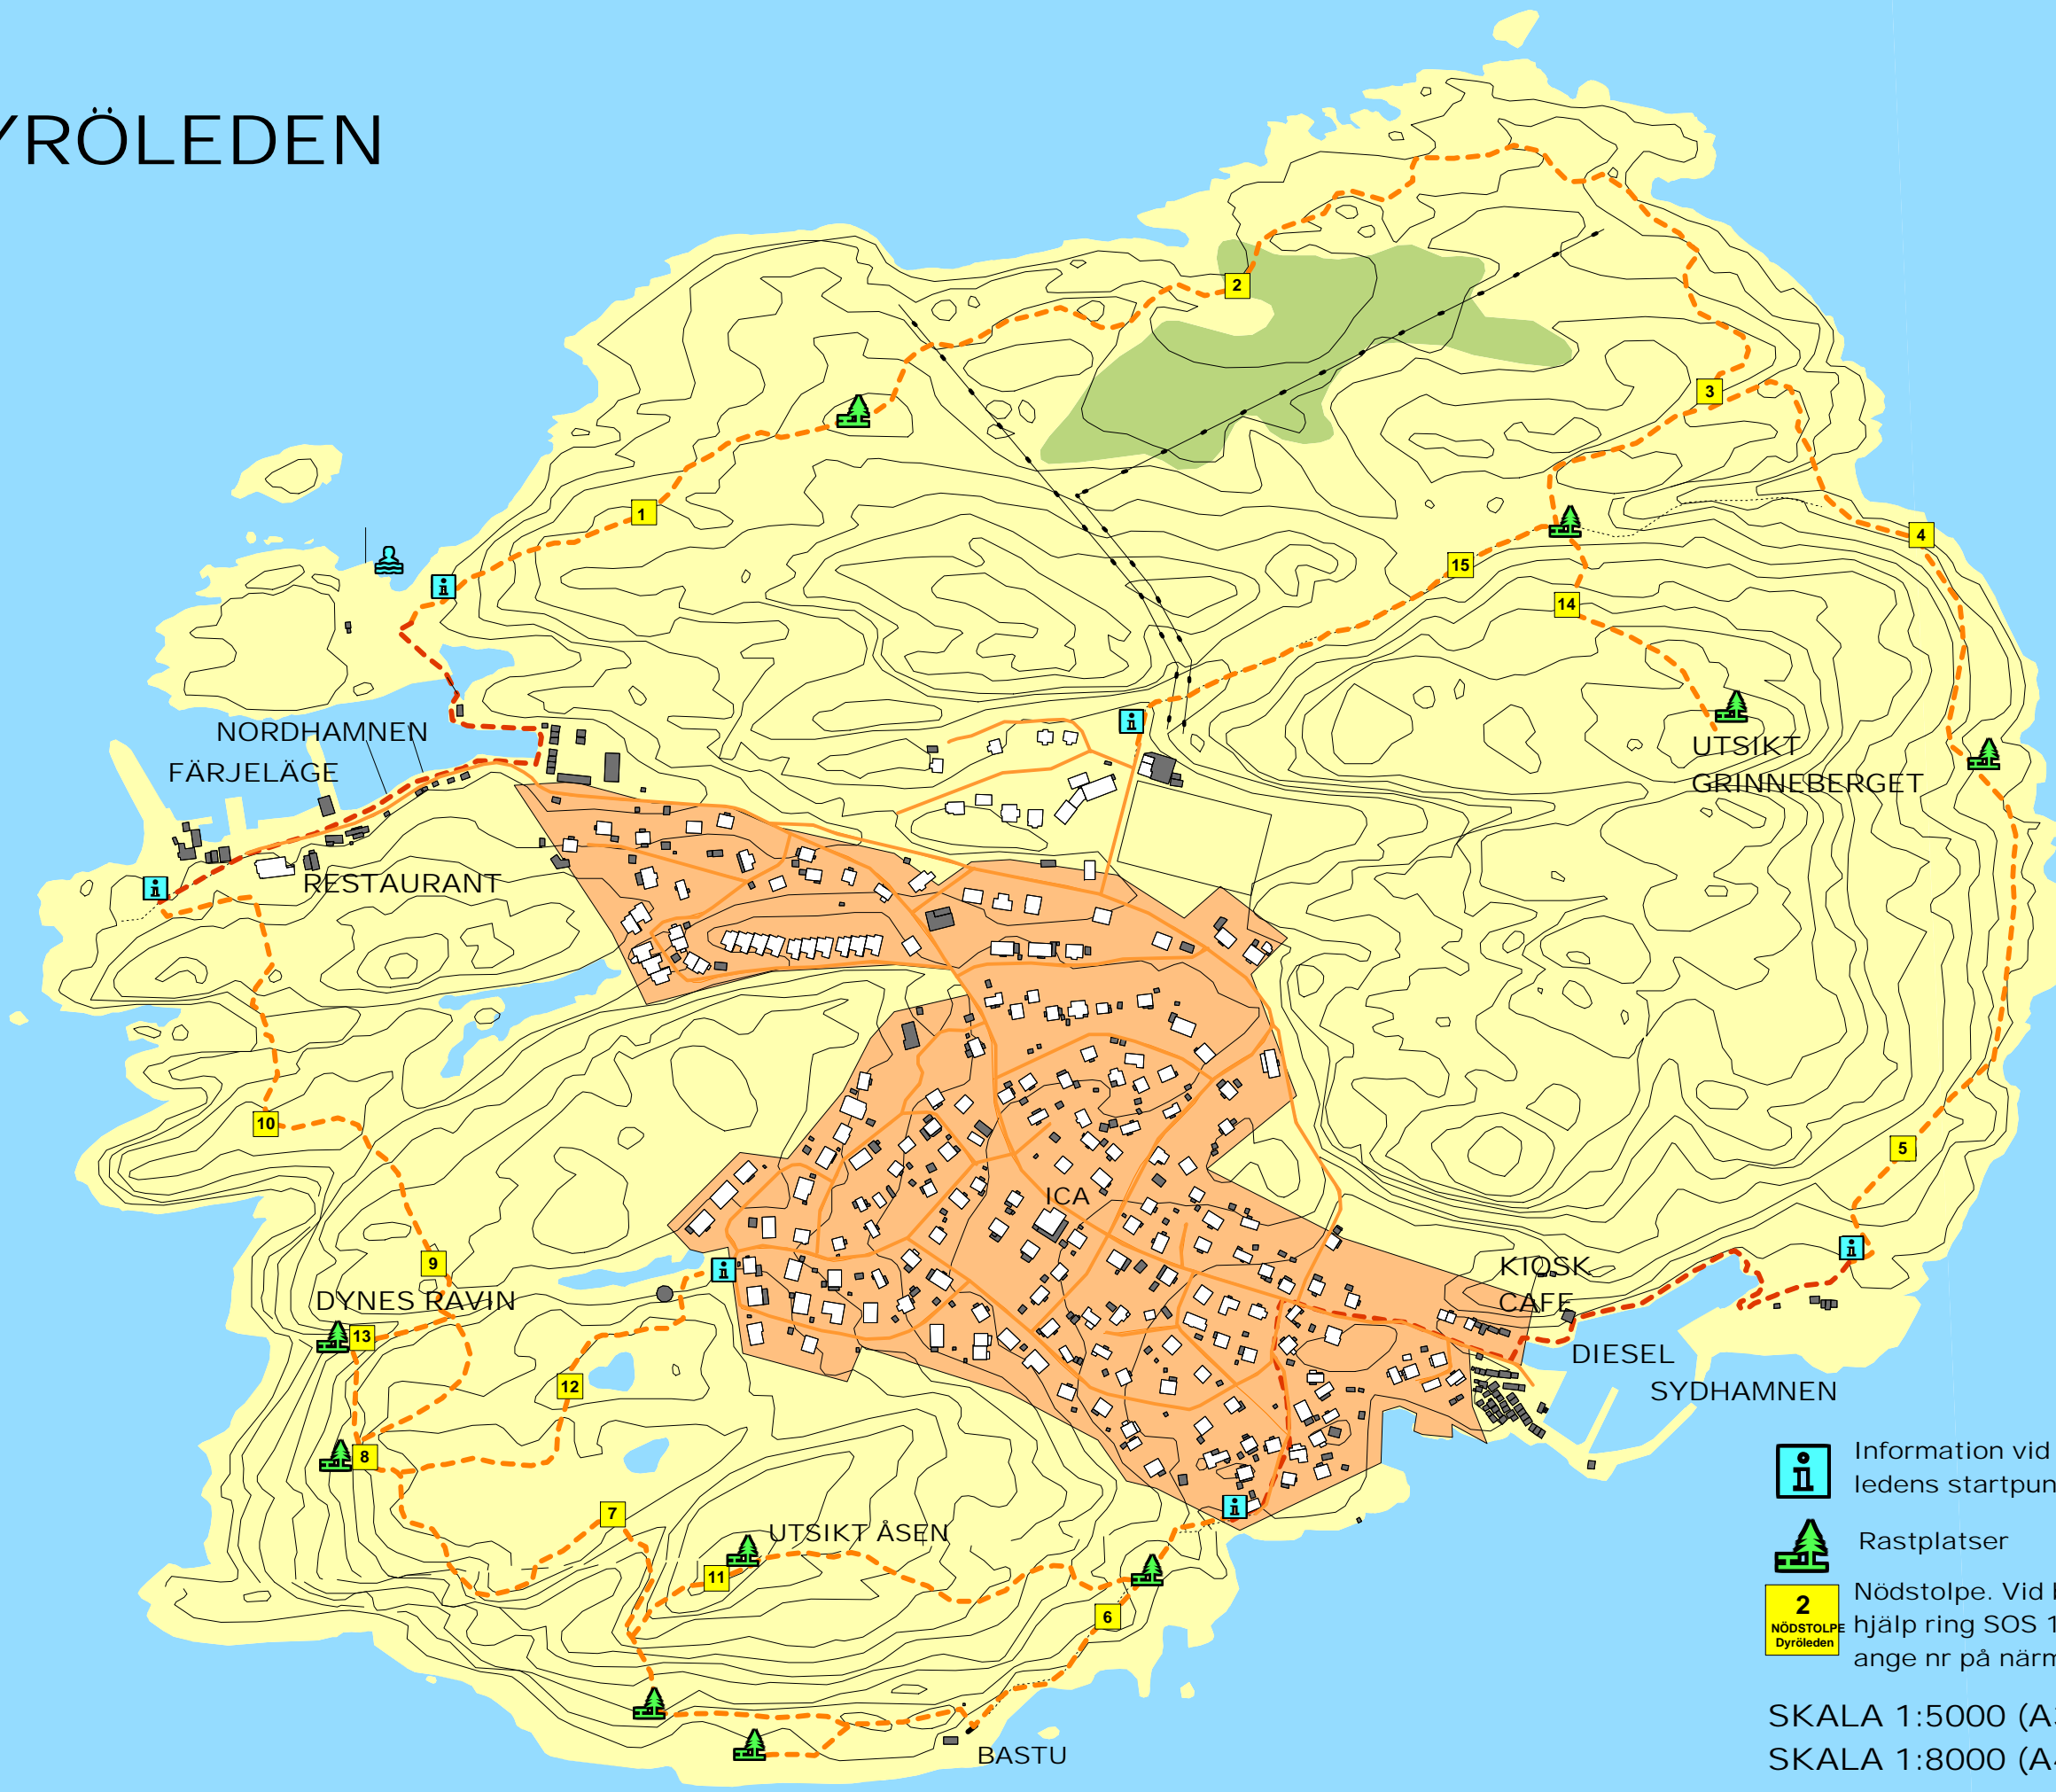 YRÖLEDEN
2
3
1
4
15
14
NORDHAMNEN
FÄRJELÄGE
UTSIKT
GRINNEBERGET
RESTAURANT
10
5
ICA
9
KIOSK
CAFE
DYNES RAVIN
13
DIESEL
12
SYDHAMNEN
8
Information vid
ledens startpun
7
UTSIKT ÅSEN
Rastplatser
11
6
2
NÖDSTOLPE
Dyröleden
Nödstolpe. Vid
hjälp ring SOS 1
ange nr på närm
SKALA 1:5000
SKALA 1:8000
BASTU